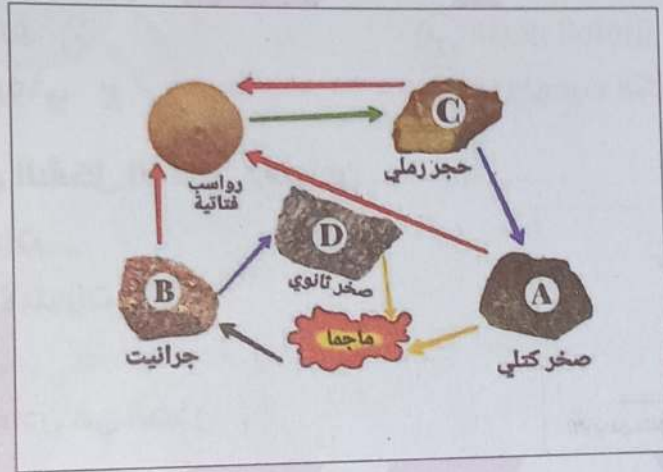 C
حجر رملي
رواسب
فتاتية
D
صخر ثانوي
B
جرانيت
ماجما
A
صخر كتلي